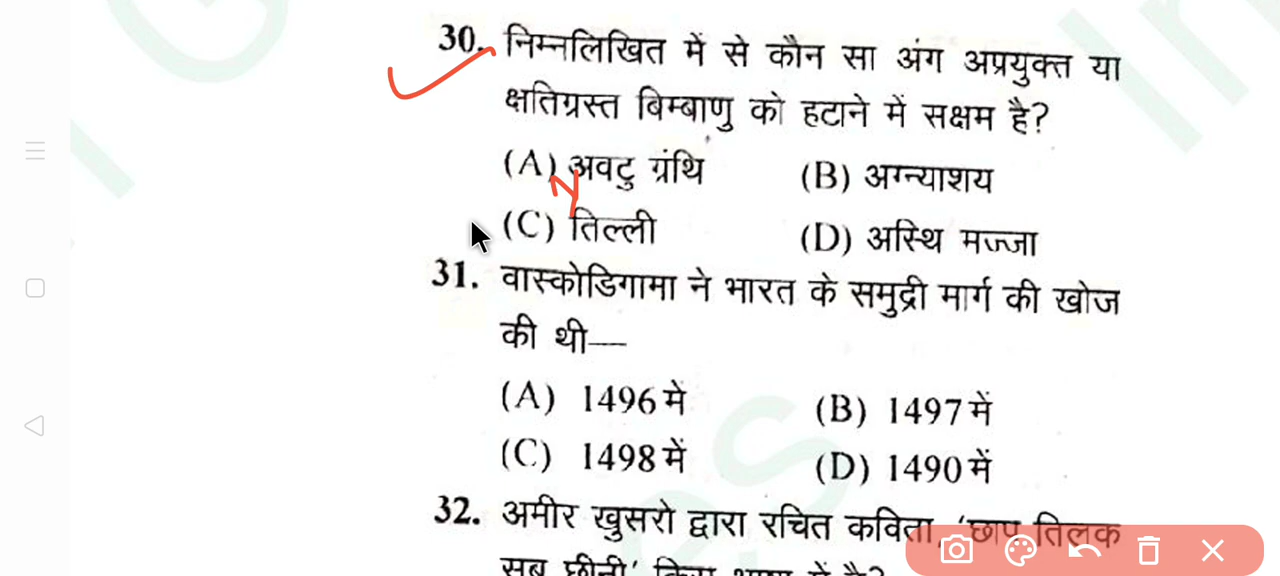 30. निम्नलिखित में से कौन सा अंग अप्रयुक्त या
क्षतिग्रस्त बिम्बाणु को हटाने में सक्षम है?
(A) अवटु ग्रंथि (B) अग्न्याशय
(C) तिल्ली (D) अस्थि मज्जा
31. वास्कोडिगामा ने भारत के समुद्री मार्ग की खोज
की थी—
(A) 1496 में (B) 1497 में
(C) 1498 में (D) 1490 में
32. अमीर खुसरो द्वारा रचित कविता, 'छाप तिलक
सब छीनी' किस भाषा में है?